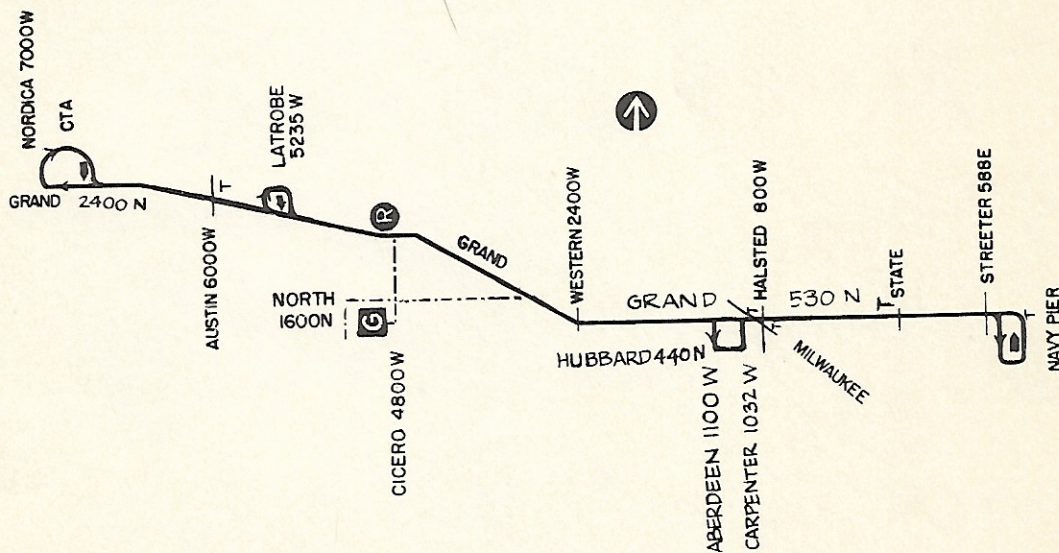 NORDICA 7000W
CTA
GRAND 2400 N
LATROBE
5235 W
T
AUSTIN 6000W
R
GRAND
NORTH
1600N
G
CICERO 4800W
WESTERN 2400W
GRAND
HUBBARD 440N
ABERDEEN 1100 W
CARPENTER 1032 W
T
T
HALSTED 800W
MILWAUKEE
530 N
T
STATE
STREETER 588E
T
NAVY PIER